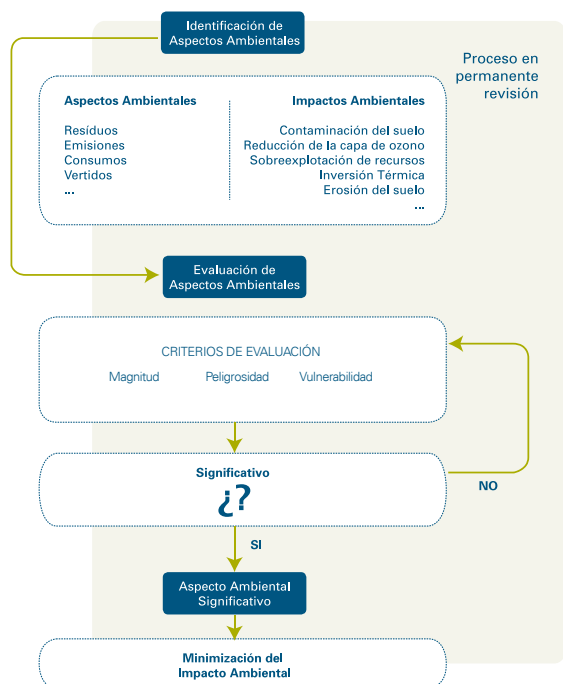 Identificación de
Aspectos Ambientales
Proceso en
permanente
revisión
Aspectos Ambientales
Resíduos
Emisiones
Consumos
Vertidos
...
Impactos Ambientales
Contaminación del suelo
Reducción de la capa de ozono
Sobreexplotación de recursos
Inversión Térmica
Erosión del suelo
...
Evaluación de
Aspectos Ambientales
CRITERIOS DE EVALUACIÓN
Magnitud Peligrosidad Vulnerabilidad
Significativo
¿?
NO
SI
Aspecto Ambiental
Significativo
Minimización del
Impacto Ambiental